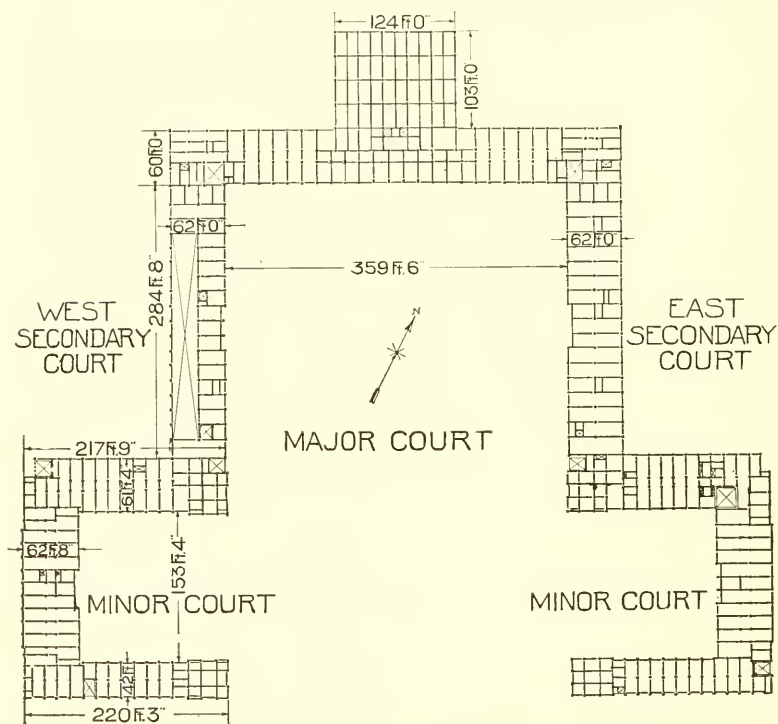 124 ft 0"
103 ft 0"
60 ft 0"
62 ft 0"
62 ft 0"
359 ft. 6"
284 ft 8"
N
WEST
SECONDARY
COURT
EAST
SECONDARY
COURT
MAJOR COURT
217 ft. 9"
61 ft. 4"
62 ft. 8"
153 ft. 4"
MINOR COURT
MINOR COURT
42 ft.
220 ft. 3"